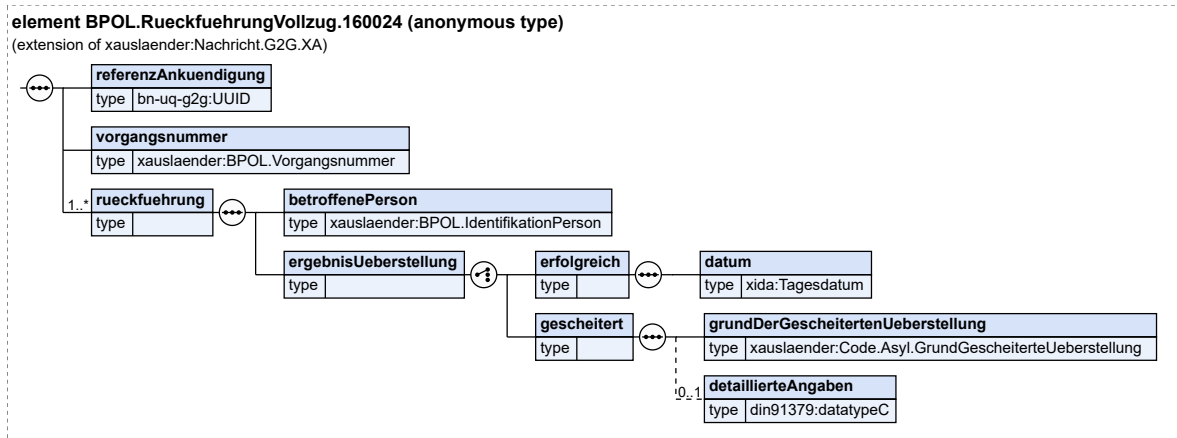 element BPOL.RueckfuehrungVollzug.160024 (anonymous type)
(extension of xauslaender:Nachricht.G2G.XA)
referenzAnkuendigung
type bn-uq-g2g:UUID
vorgangsnummer
type xauslaender:BPOL.Vorgangsnummer
1..* rueckfuehrung
type
betroffenePerson
type xauslaender:BPOL.IdentifikationPerson
ergebnisUeberstellung
type
erfolgreich
type
datum
type xida:Tagesdatum
gescheitert
type
grundDerGescheitertenUeberstellung
type xauslaender:Code.Asyl.GrundGescheiterteUeberstellung
0..1 detaillierteAngaben
type din91379:datatypeC